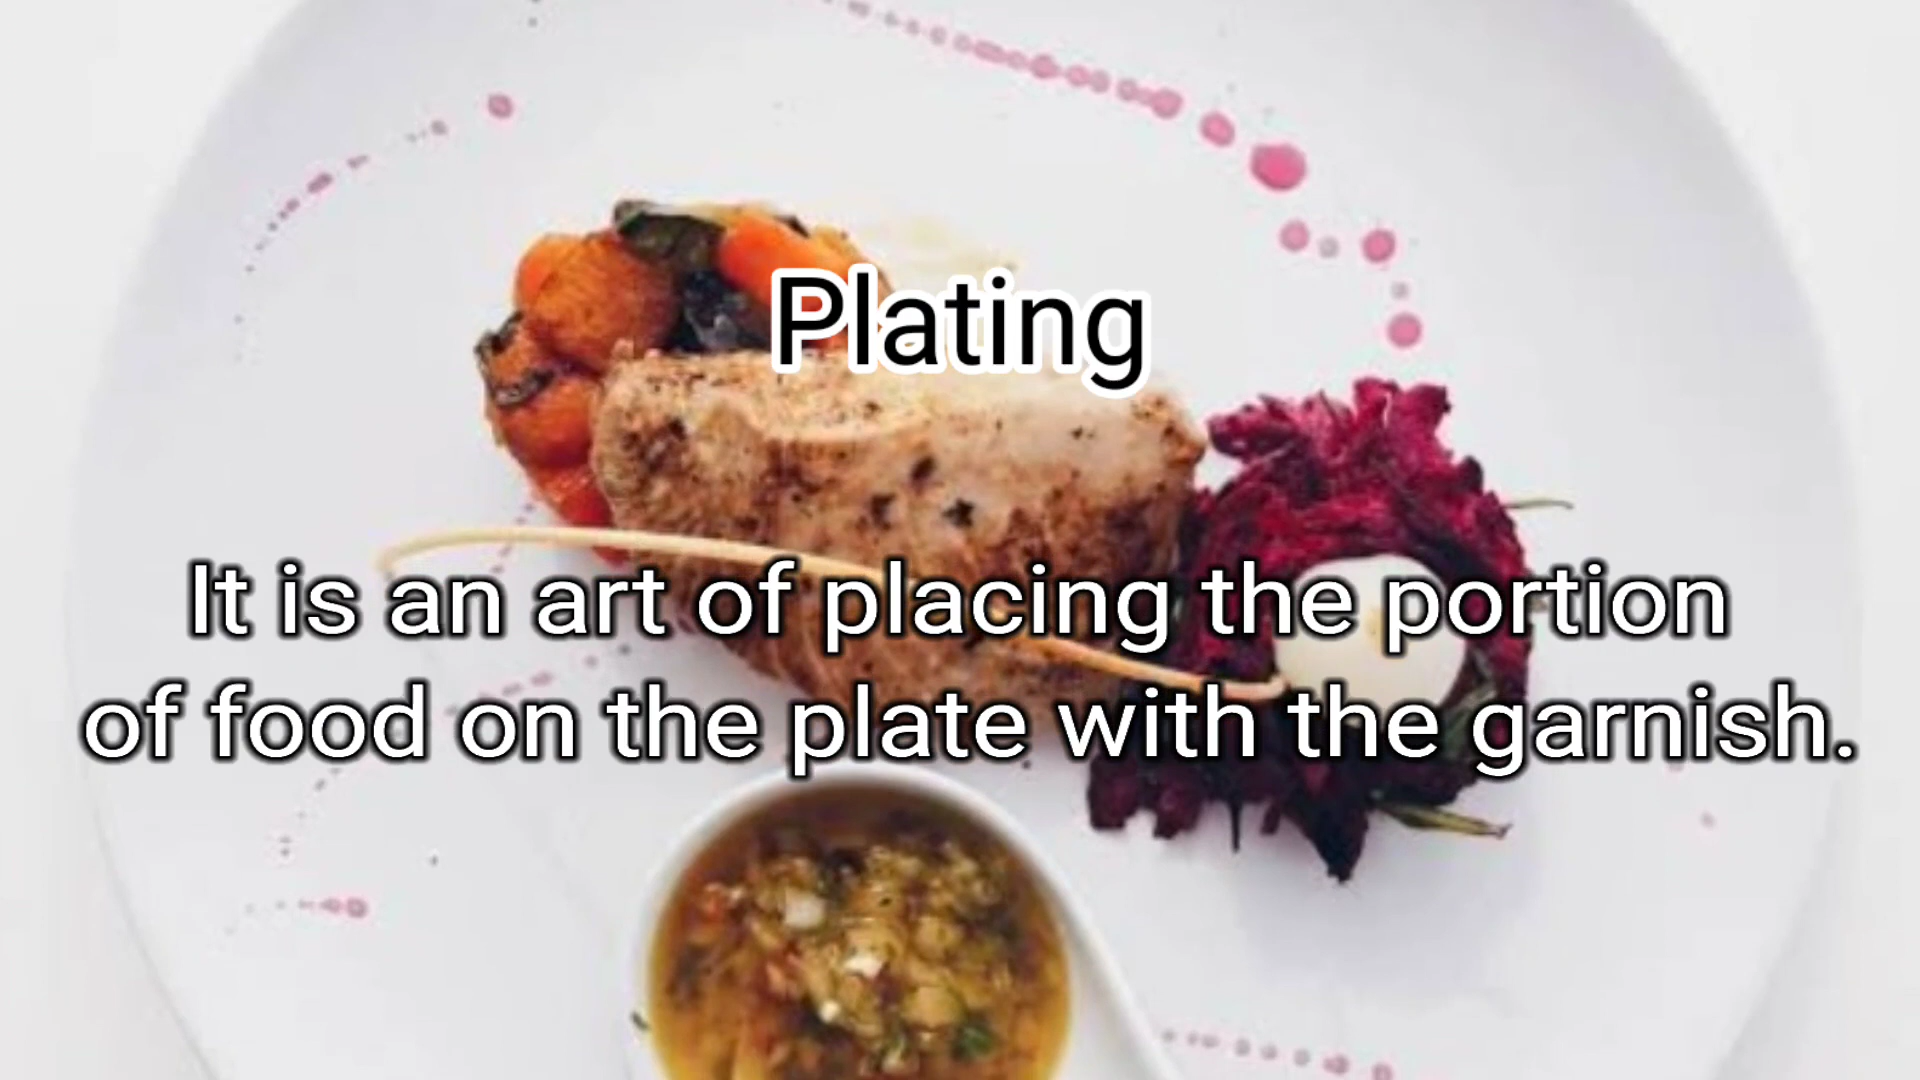 Plating
It is an art of placing the portion
of food on the plate with the garnish.